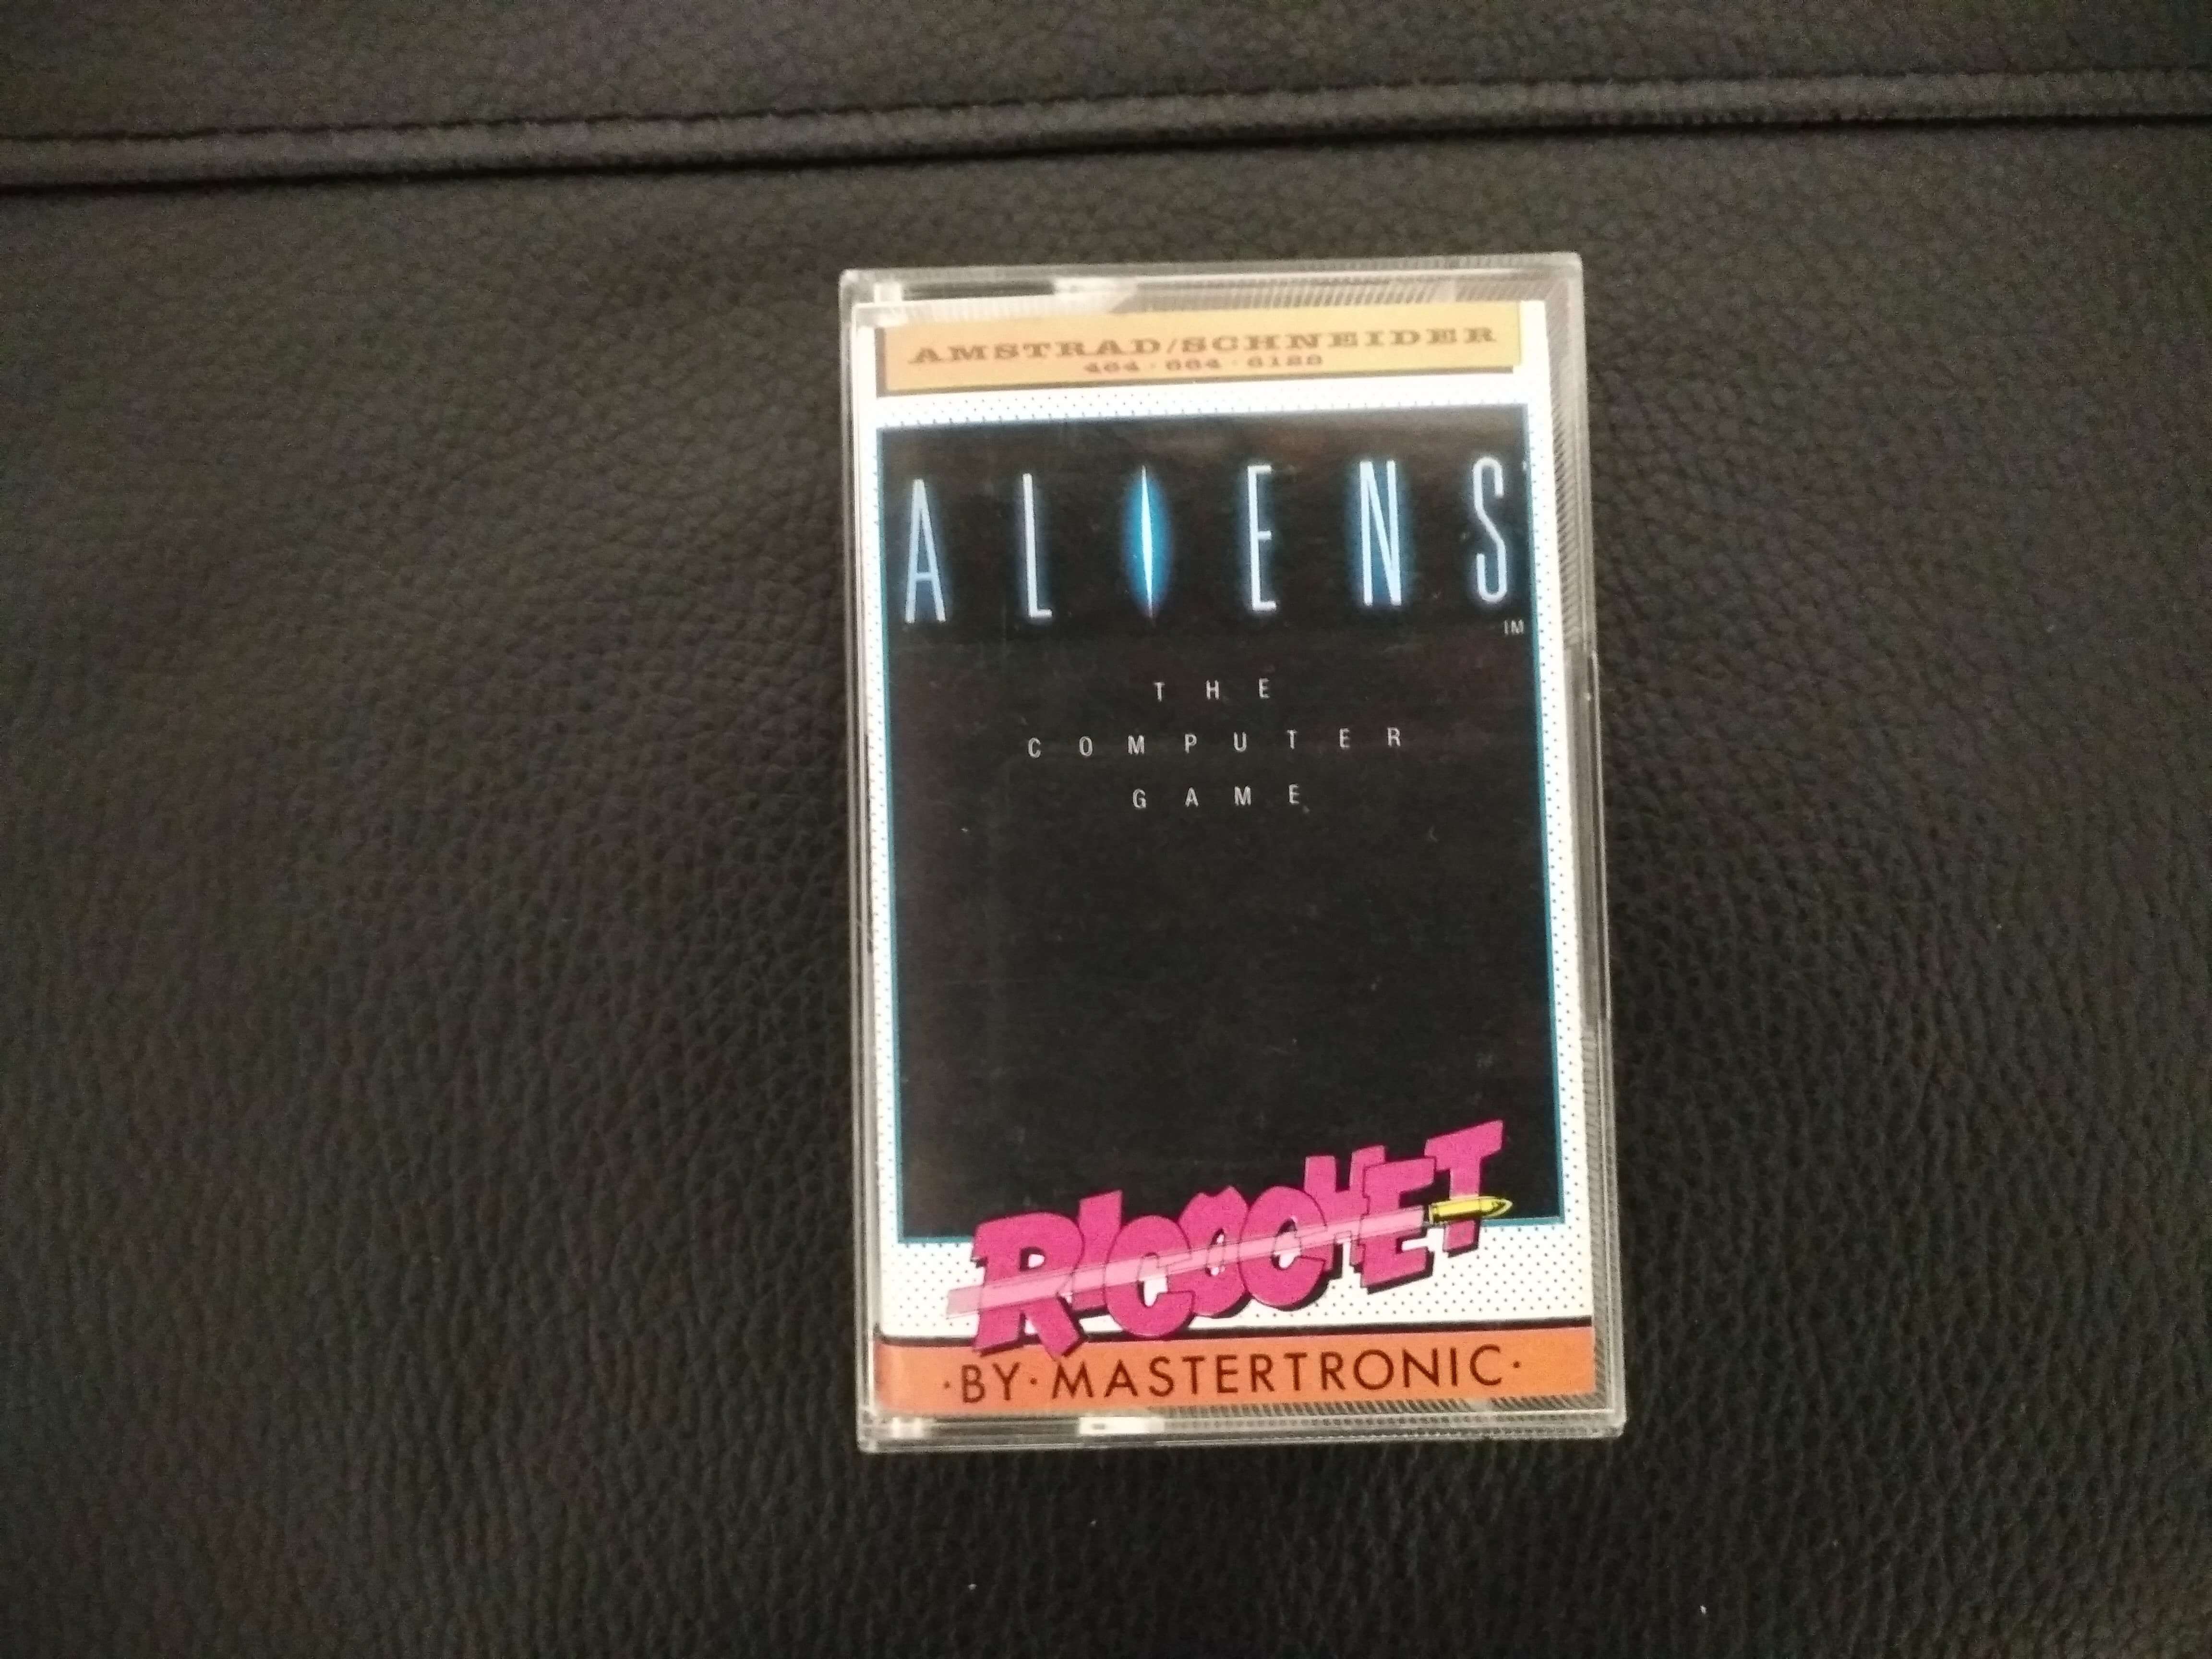 AMSTRAD/SCHNEIDER
464 · 664 · 6128
ALIENS
TM
THE
COMPUTER
GAME
RICOCHET
·BY·MASTERTRONIC·